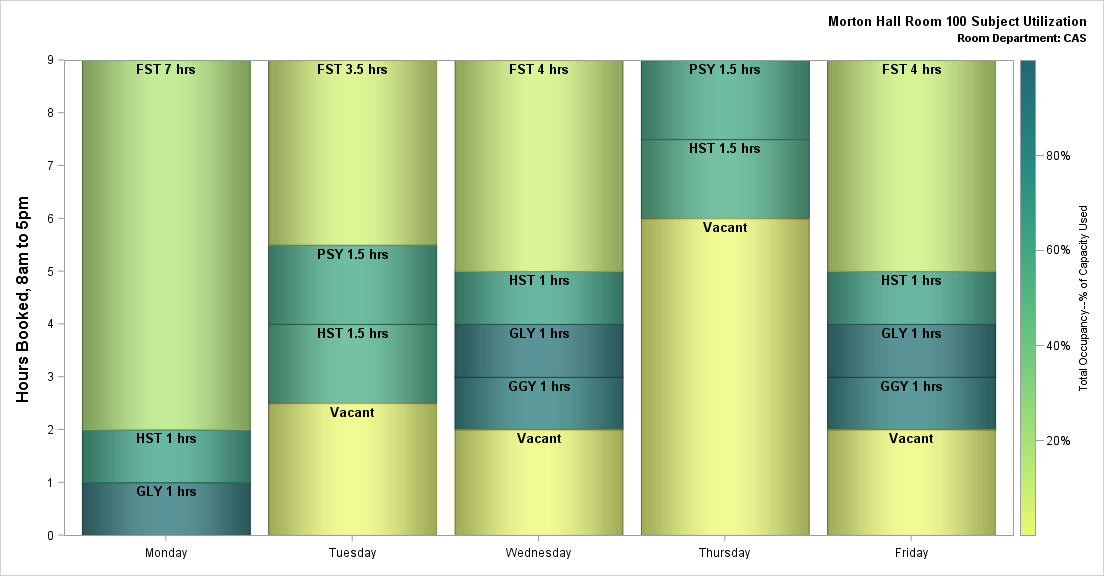 Morton Hall Room 100 Subject Utilization
Room Department: CAS
Hours Booked, 8am to 5pm
9
8
7
6
5
4
3
2
1
0
FST 7 hrs
HST 1 hrs
GLY 1 hrs
Monday
FST 3.5 hrs
PSY 1.5 hrs
HST 1.5 hrs
Vacant
Tuesday
FST 4 hrs
HST 1 hrs
GLY 1 hrs
GGY 1 hrs
Vacant
Wednesday
PSY 1.5 hrs
HST 1.5 hrs
Vacant
Thursday
FST 4 hrs
HST 1 hrs
GLY 1 hrs
GGY 1 hrs
Vacant
Friday
80%
60%
40%
20%
Total Occupancy--% of Capacity Used